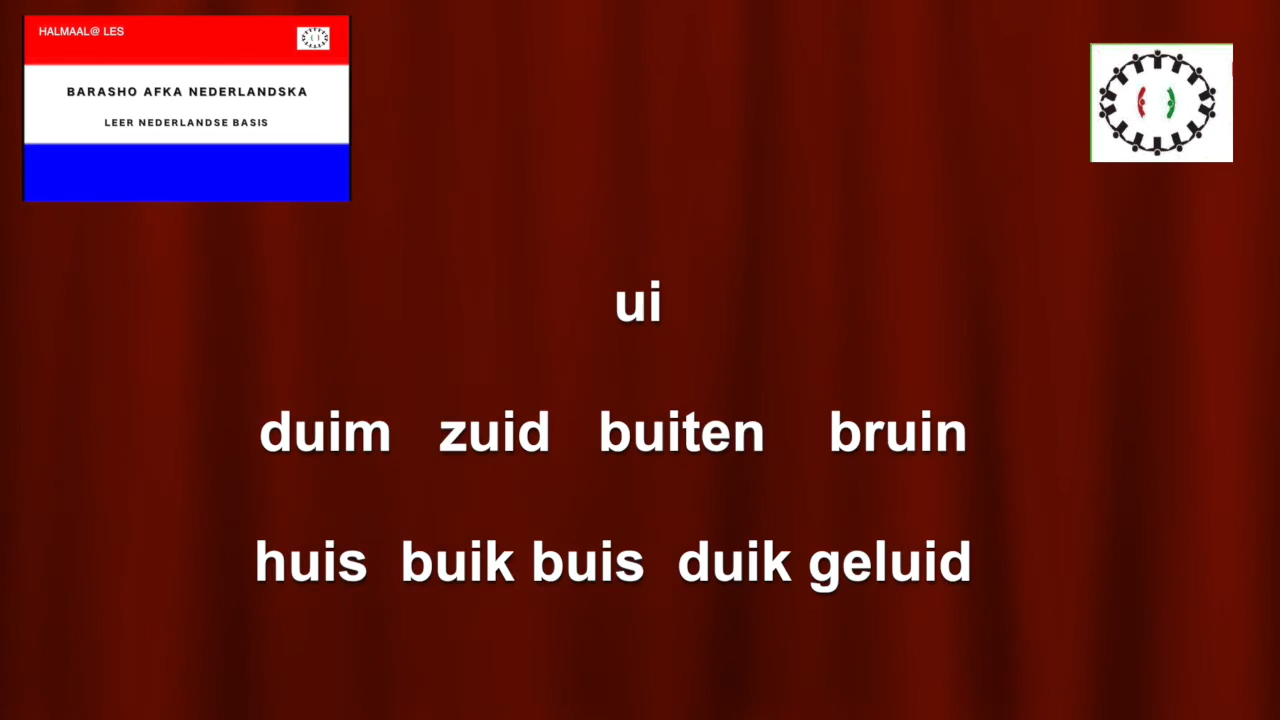 HALMAAL@ LES
BARASHO AFKA NEDERLANDSKA
LEER NEDERLANDSE BASIS
ui
duim zuid buiten bruin
huis buik buis duik geluid